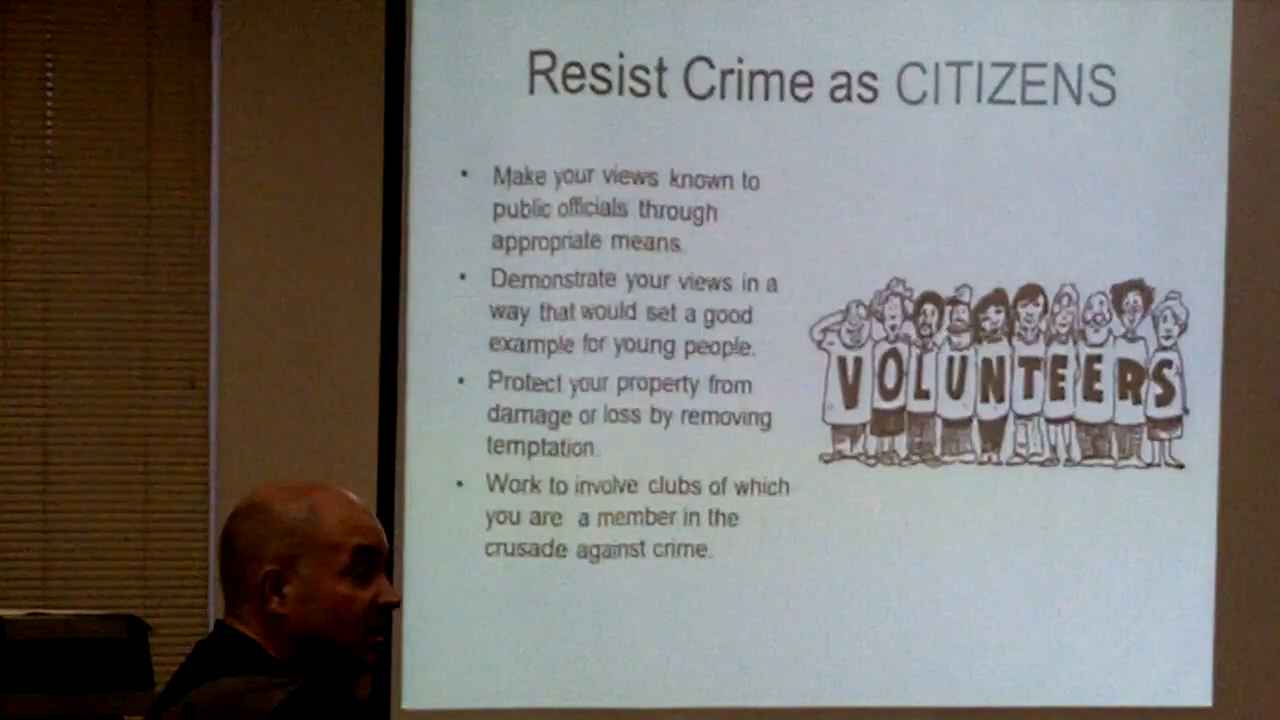 Resist Crime as CITIZENS
• Make your views known to
public officials through
appropriate means.
• Demonstrate your views in a
way that would set a good
example for young people.
• Protect your property from
damage or loss by removing
temptation.
• Work to involve clubs of which
you are a member in the
crusade against crime.
VOLUNTEERS